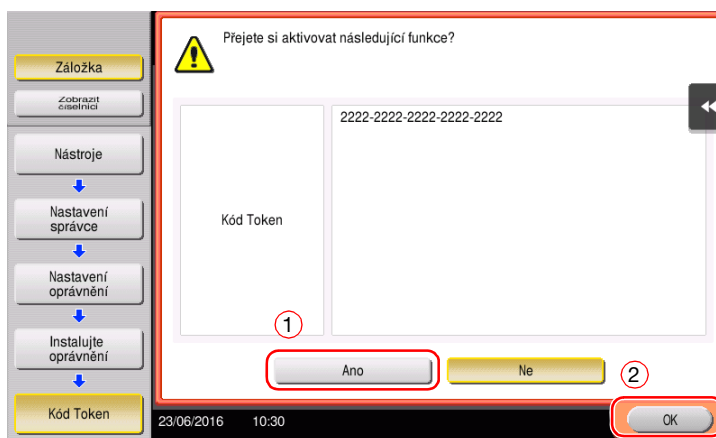 Přejete si aktivovat následující funkce?
Záložka
Zobrazit
číselníci
2222-2222-2222-2222-2222
Nástroje
Nastavení
správce
Kód Token
Nastavení
oprávnění
1
Instalujte
oprávnění
Ano
Ne
2
Kód Token
23/06/2016 10:30
OK